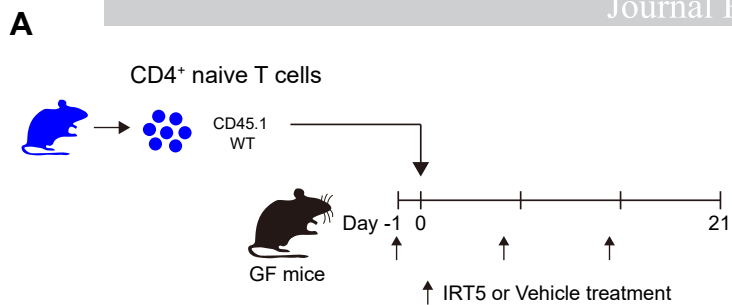 Journal
A
CD4⁺ naive T cells
CD45.1
WT
Day -1 0 21
GF mice
IRT5 or Vehicle treatment